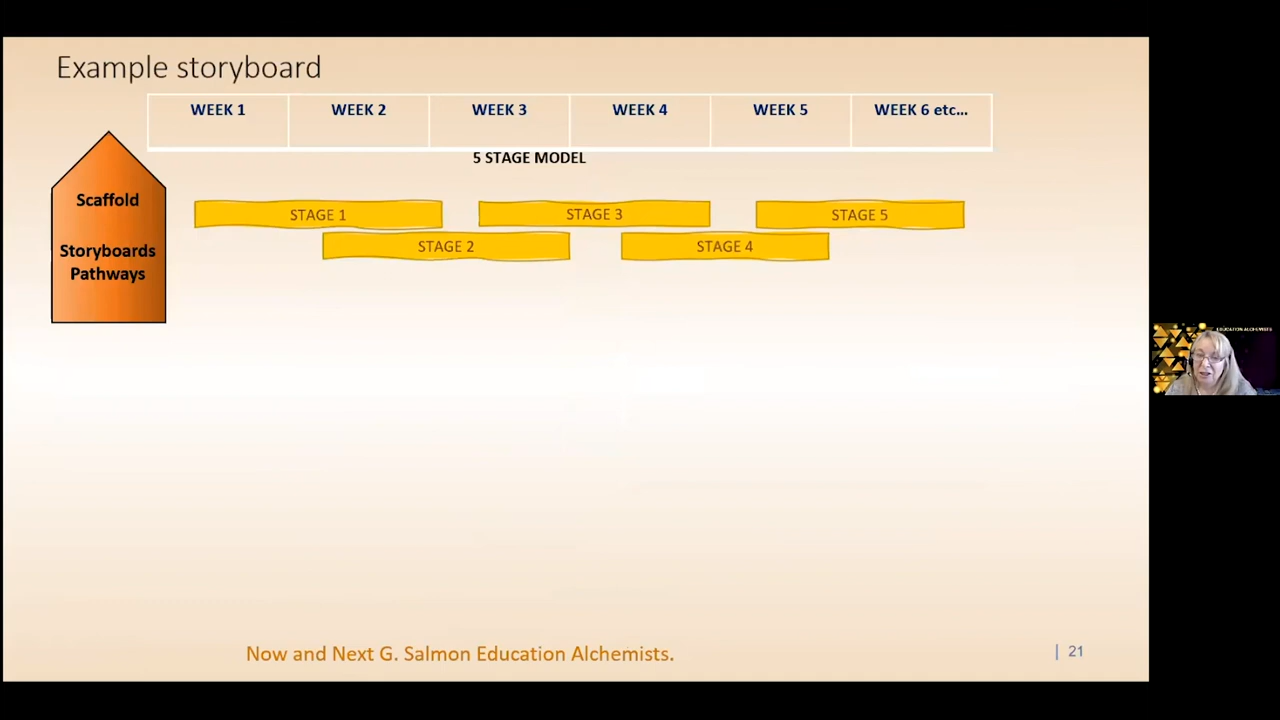 Example storyboard
WEEK 1 WEEK 2 WEEK 3 WEEK 4 WEEK 5 WEEK 6 etc...
5 STAGE MODEL
Scaffold
Storyboards
Pathways
STAGE 1 STAGE 3 STAGE 5
STAGE 2 STAGE 4
EDUCATION ALCHEMISTS
Now and Next G. Salmon Education Alchemists.
| 21